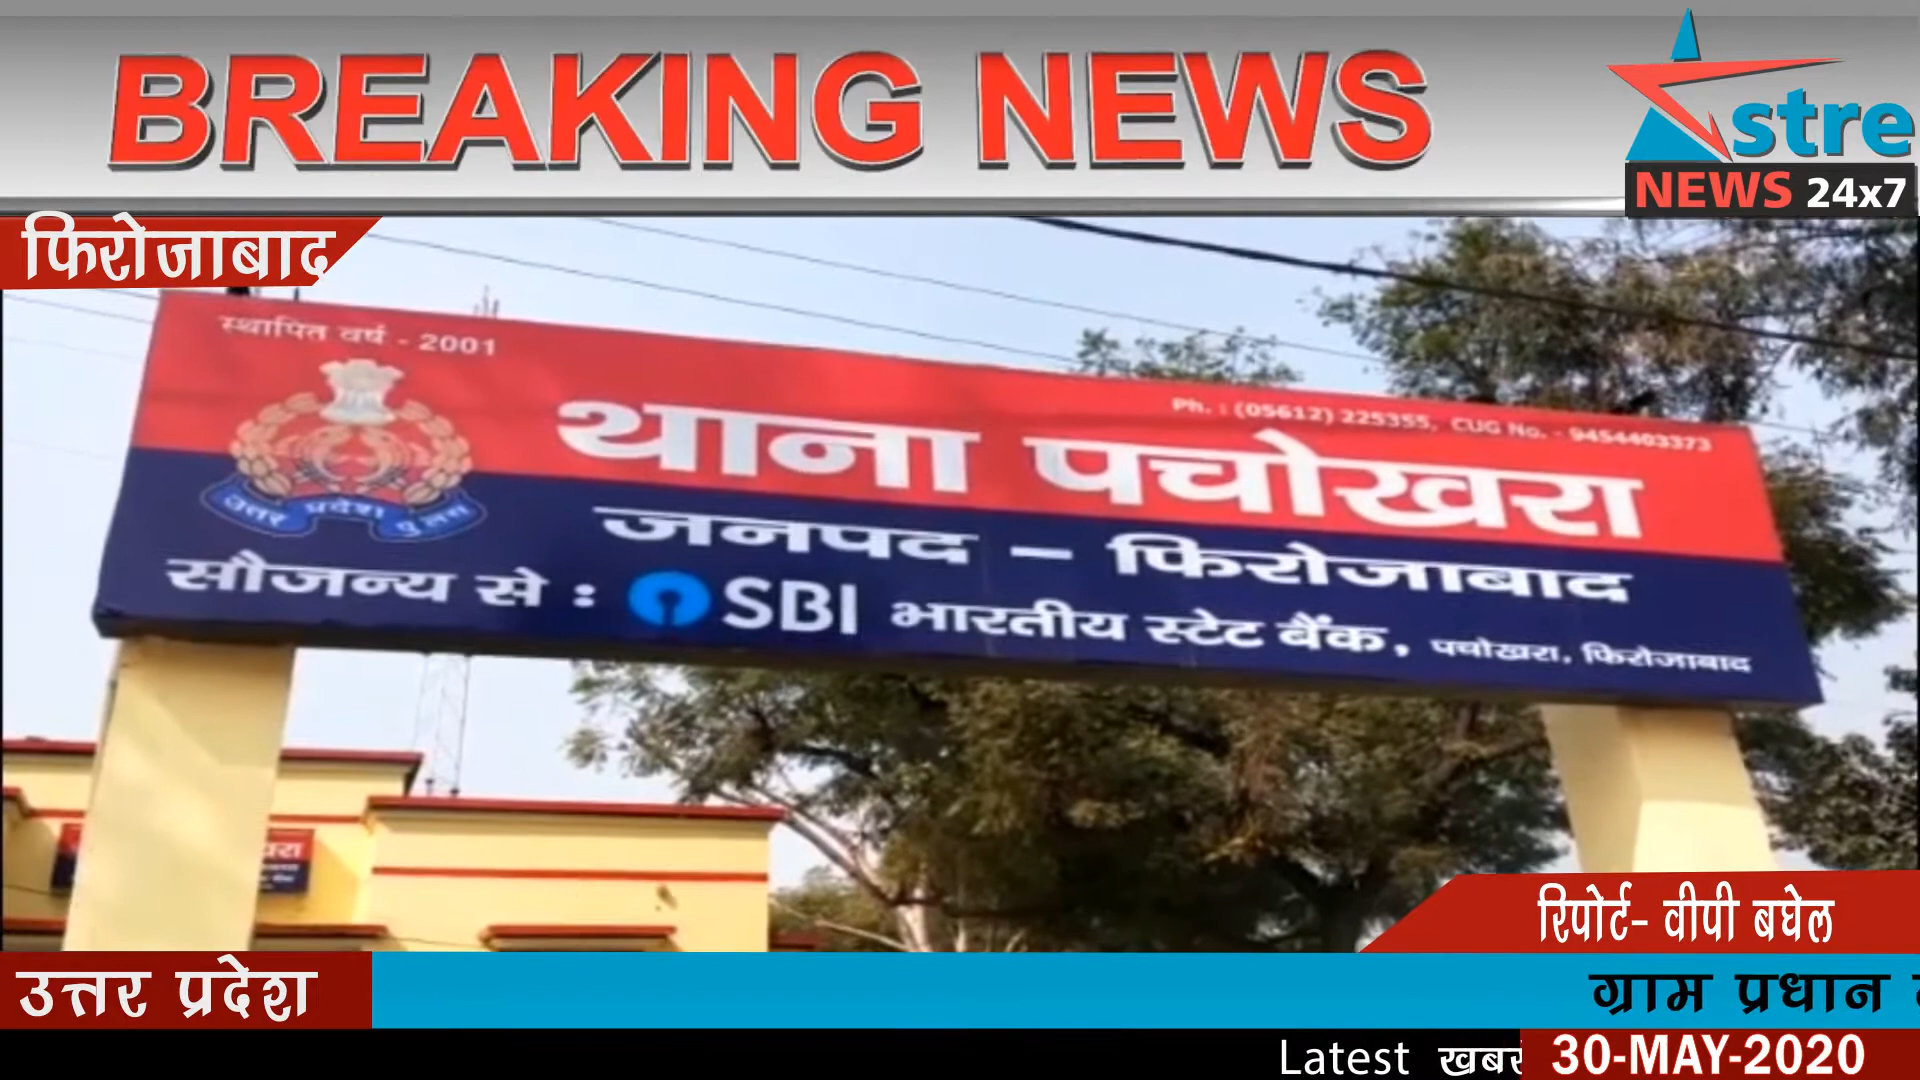 BREAKING NEWS
Astre
NEWS 24x7
फिरोजाबाद
स्थापित वर्ष - 2001
Ph. : (05612) 225355, CUG No. - 9454403373
थाना पचोखरा
जनपद – फिरोजाबाद
उत्तर प्रदेश पुलिस
सौजन्य से : SBI भारतीय स्टेट बैंक, पचोखरा, फिरोजाबाद
रिपोर्ट- वीपी बघेल
उत्तर प्रदेश
ग्राम प्रधान
Latest खबर
30-MAY-2020